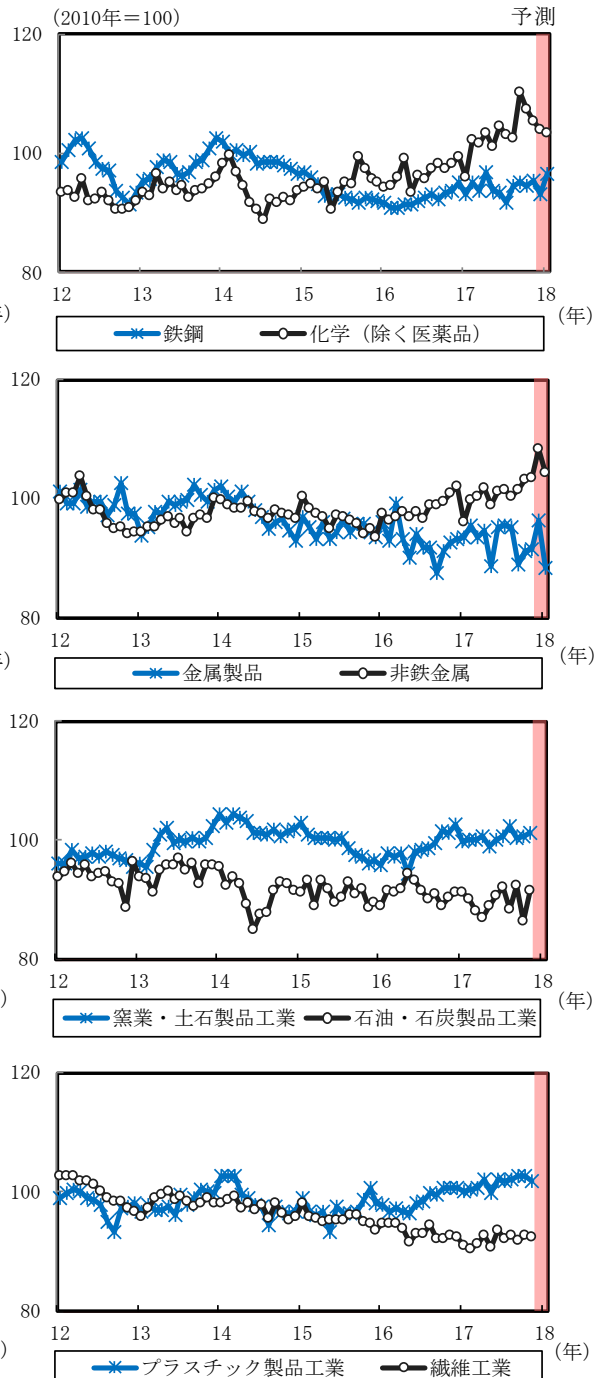 (2010年＝100)
予測
120
100
80
12 13 14 15 16 17 18
(年)
鉄鋼 化学（除く医薬品）
120
100
80
12 13 14 15 16 17 18
(年)
金属製品 非鉄金属
120
100
80
12 13 14 15 16 17 18
(年)
窯業・土石製品工業 石油・石炭製品工業
120
100
80
12 13 14 15 16 17 18
(年)
プラスチック製品工業 繊維工業